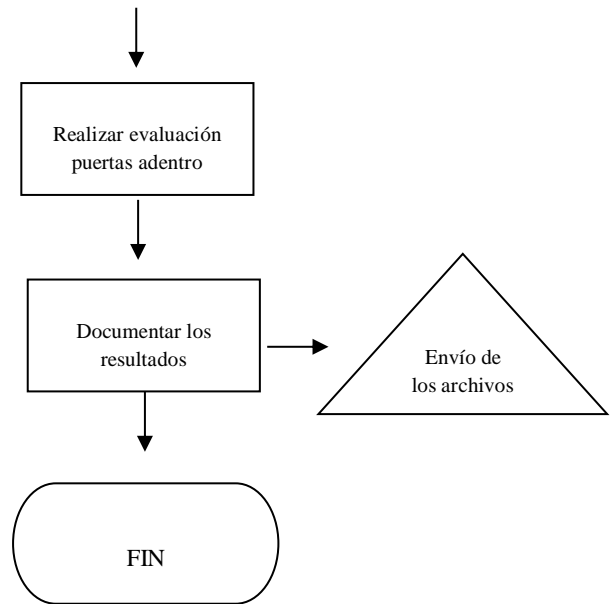 Realizar evaluación
puertas adentro
Documentar los
resultados
Envío de
los archivos
FIN